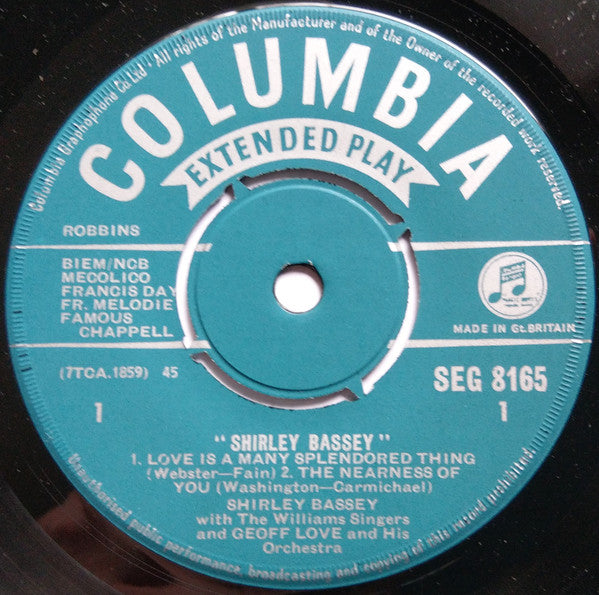 Columbia Graphophone Co. Ltd · All rights of the Manufacturer and of the Owner of the recorded work reserved.
COLUMBIA
EXTENDED PLAY
ROBBINS
BIEM/NCB
MECOLICO
FRANCIS DAY
FR. MELODIE
FAMOUS
CHAPPELL
MADE IN Gt. BRITAIN
(7TCA.1859) 45
SEG 8165
1
1
" SHIRLEY BASSEY "
1. LOVE IS A MANY SPLENDORED THING
(Webster—Fain) 2. THE NEARNESS OF
YOU (Washington—Carmichael)
SHIRLEY BASSEY
with The Williams Singers
and GEOFF LOVE and His
Orchestra
Unauthorised public performance, broadcasting and copying of this record prohibited.